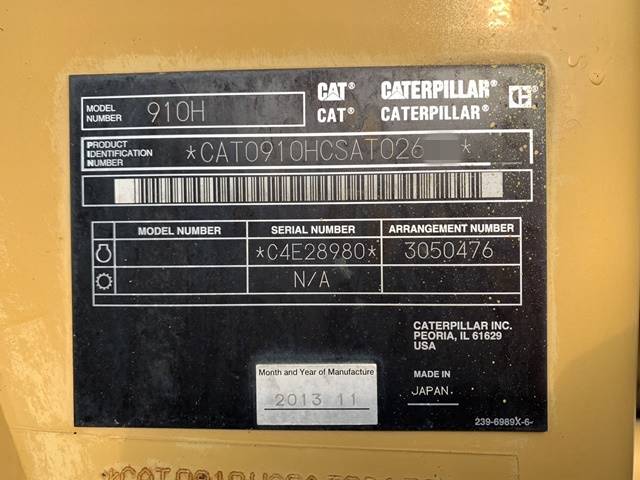 MODEL NUMBER 910H
CAT CATERPILLAR
CAT® CATERPILLAR®
PRODUCT IDENTIFICATION NUMBER *CAT0910HCSAT026 *
MODEL NUMBER SERIAL NUMBER ARRANGEMENT NUMBER
*C4E28980* 3050476
N/A
CATERPILLAR INC.
PEORIA, IL 61629
USA
Month and Year of Manufacture
2013 11
MADE IN
JAPAN
239-6989X-6